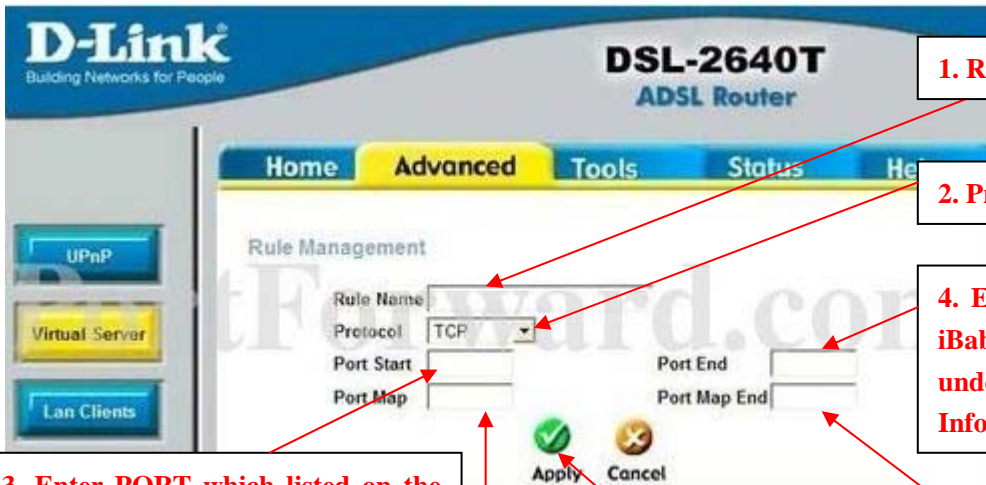 D-Link
Building Networks for People
DSL-2640T
ADSL Router
1. R
Home Advanced Tools Status He
2. Pr
UPnP
Rule Management
PortForward.com
Rule Name
Virtual Server
Protocol TCP
Port Start Port End
Port Map Port Map End
Lan Clients
4. E
iBab
unde
Info
Apply Cancel
3. Enter PORT which listed on the